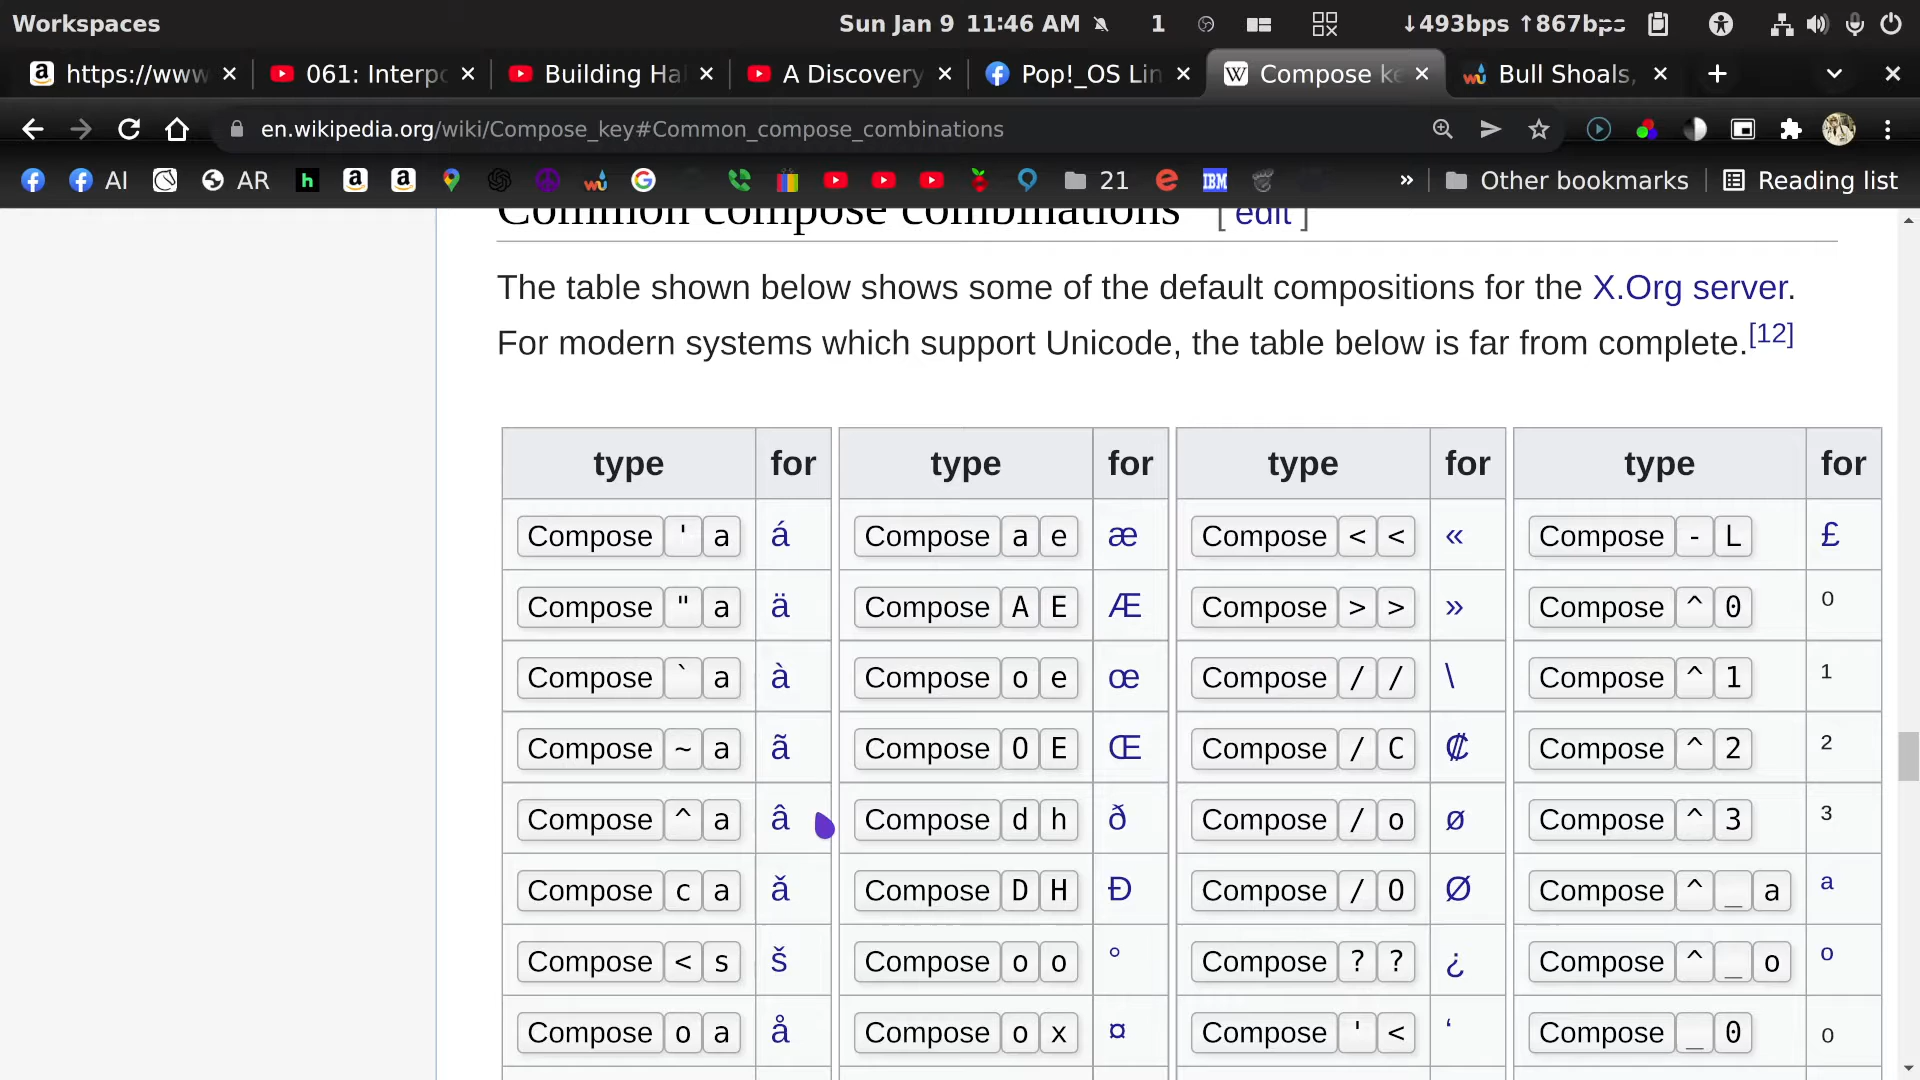 Workspaces
Sun Jan 9 11:46 AM
1
↓493bps ↑867bps
https://www
061: Interp
Building Ha
A Discovery
Pop!_OS Lin
Compose ke
Bull Shoals,
en.wikipedia.org/wiki/Compose_key#Common_compose_combinations
AI
AR
h
21
IBM
»
Other bookmarks
Reading list
Common compose combinations [ edit ]
The table shown below shows some of the default compositions for the X.Org server.
For modern systems which support Unicode, the table below is far from complete.[12]
type for type for type for type for
Compose ' a á Compose a e æ Compose < < « Compose - L £
Compose " a ä Compose A E Æ Compose > > » Compose ^ 0 ⁰
Compose ` a à Compose o e œ Compose / / \ Compose ^ 1 ¹
Compose ~ a ã Compose O E Œ Compose / C ₡ Compose ^ 2 ²
Compose ^ a â Compose d h ð Compose / o ø Compose ^ 3 ³
Compose c a ǎ Compose D H Ð Compose / O Ø Compose ^ _ a ª
Compose < s š Compose o o ° Compose ? ? ¿ Compose ^ _ o º
Compose o a å Compose o x ¤ Compose ' < ‘ Compose _ 0 ₀